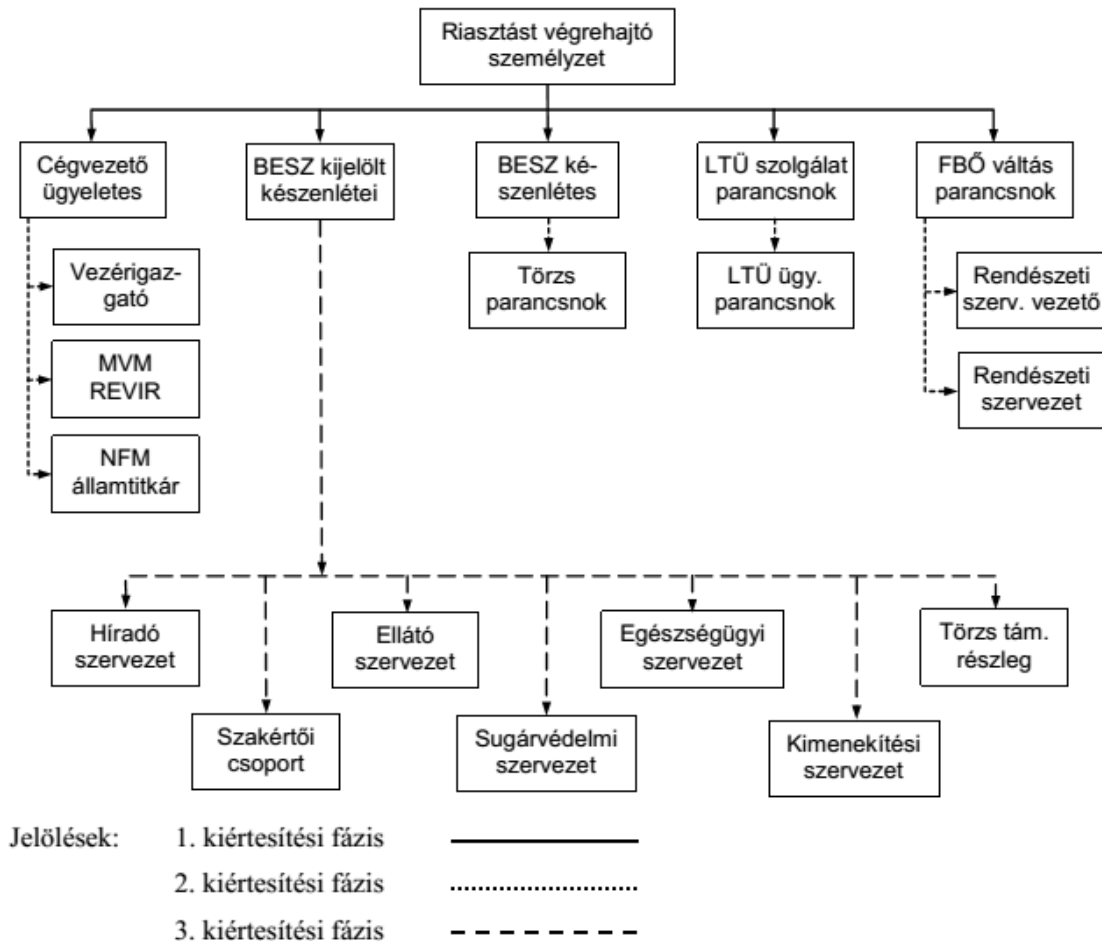 Riasztást végrehajtó
személyzet
Cégvezető
ügyeletes
BESZ kijelölt
készenlétei
BESZ ké-
szenlétes
LTÜ szolgálat
parancsnok
FBŐ váltás
parancsnok
Vezérigaz-
gató
Törzs
parancsnok
LTÜ ügy.
parancsnok
Rendészeti
szerv. vezető
MVM
REVIR
Rendészeti
szervezet
NFM
államtitkár
Híradó
szervezet
Ellátó
szervezet
Egészségügyi
szervezet
Törzs tám.
részleg
Szakértői
csoport
Sugárvédelmi
szervezet
Kimenekítési
szervezet
Jelölések:
1. kiértesítési fázis
2. kiértesítési fázis
3. kiértesítési fázis